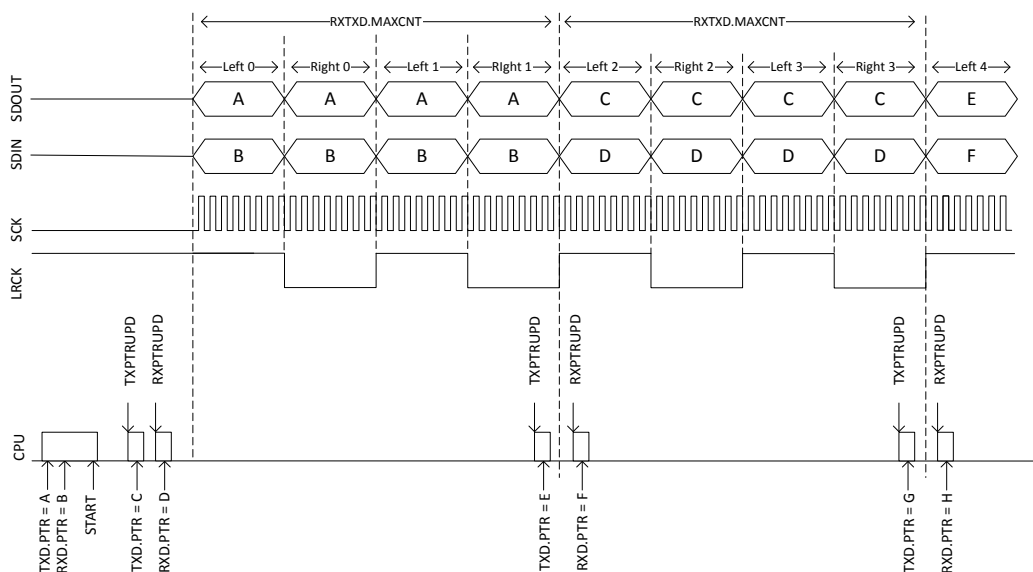 RXTXD.MAXCNT RXTXD.MAXCNT
Left 0 Right 0 Left 1 RIght 1 Left 2 Right 2 Left 3 Right 3 Left 4
SDOUT A A A A C C C C E
SDIN B B B B D D D D F
SCK
LRCK
TXPTRUPD RXPTRUPD TXPTRUPD RXPTRUPD TXPTRUPD RXPTRUPD
CPU
TXD.PTR = A RXD.PTR = B START TXD.PTR = C RXD.PTR = D TXD.PTR = E RXD.PTR = F TXD.PTR = G RXD.PTR = H